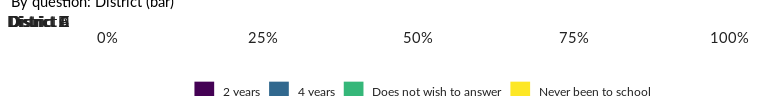 By question: District (bar)
District
0% 25% 50% 75% 100%
2 years 4 years Does not wish to answer Never been to school